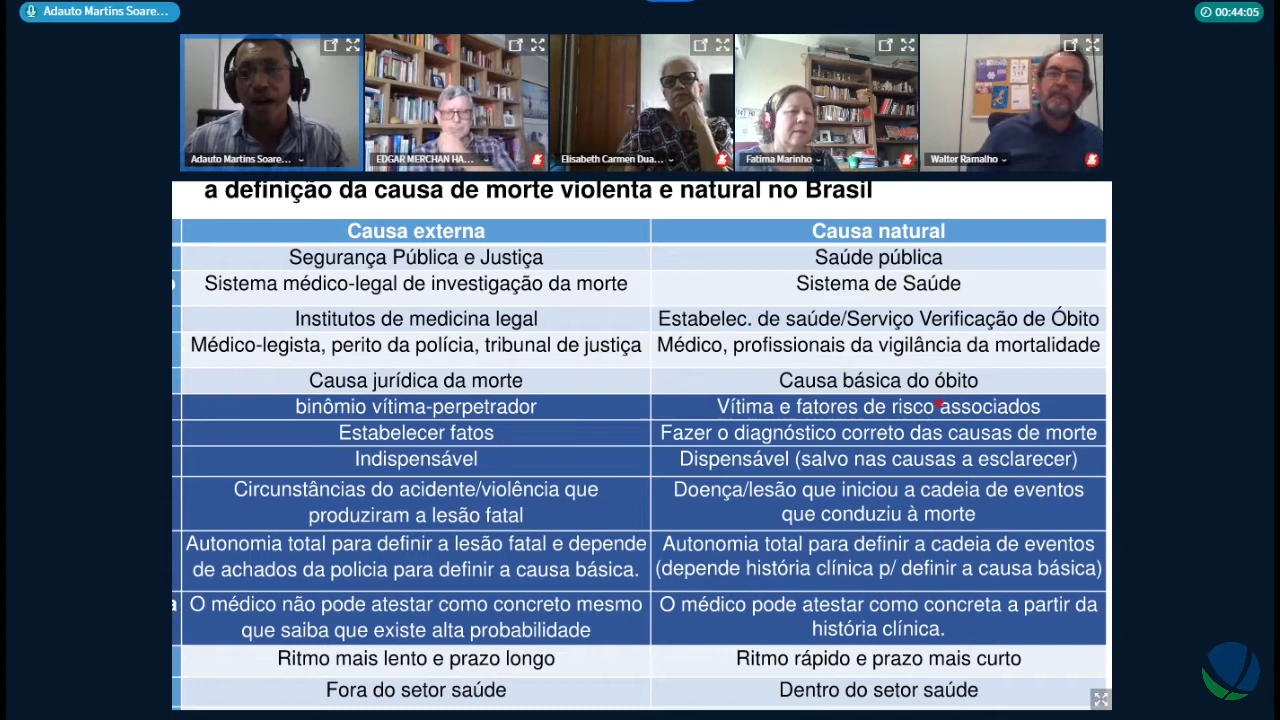 Adauto Martins Soare...
00:44:05
Adauto Martins Soare...
EDGAR MERCHAN HA...
Elisabeth Carmen Dua...
Fatima Marinho
Walter Ramalho
a definição da causa de morte violenta e natural no Brasil
Causa externa
Causa natural
Segurança Pública e Justiça
Saúde pública
o
Sistema médico-legal de investigação da morte
Sistema de Saúde
Institutos de medicina legal
Estabelec. de saúde/Serviço Verificação de Óbito
Médico-legista, perito da polícia, tribunal de justiça
Médico, profissionais da vigilância da mortalidade
Causa jurídica da morte
Causa básica do óbito
binômio vítima-perpetrador
Vítima e fatores de risco associados
Estabelecer fatos
Fazer o diagnóstico correto das causas de morte
Indispensável
Dispensável (salvo nas causas a esclarecer)
Circunstâncias do acidente/violência que
produziram a lesão fatal
Doença/lesão que iniciou a cadeia de eventos
que conduziu à morte
Autonomia total para definir a lesão fatal e depende
de achados da policia para definir a causa básica.
Autonomia total para definir a cadeia de eventos
(depende história clínica p/ definir a causa básica)
a
O médico não pode atestar como concreto mesmo
que saiba que existe alta probabilidade
O médico pode atestar como concreta a partir da
história clínica.
Ritmo mais lento e prazo longo
Ritmo rápido e prazo mais curto
Fora do setor saúde
Dentro do setor saúde